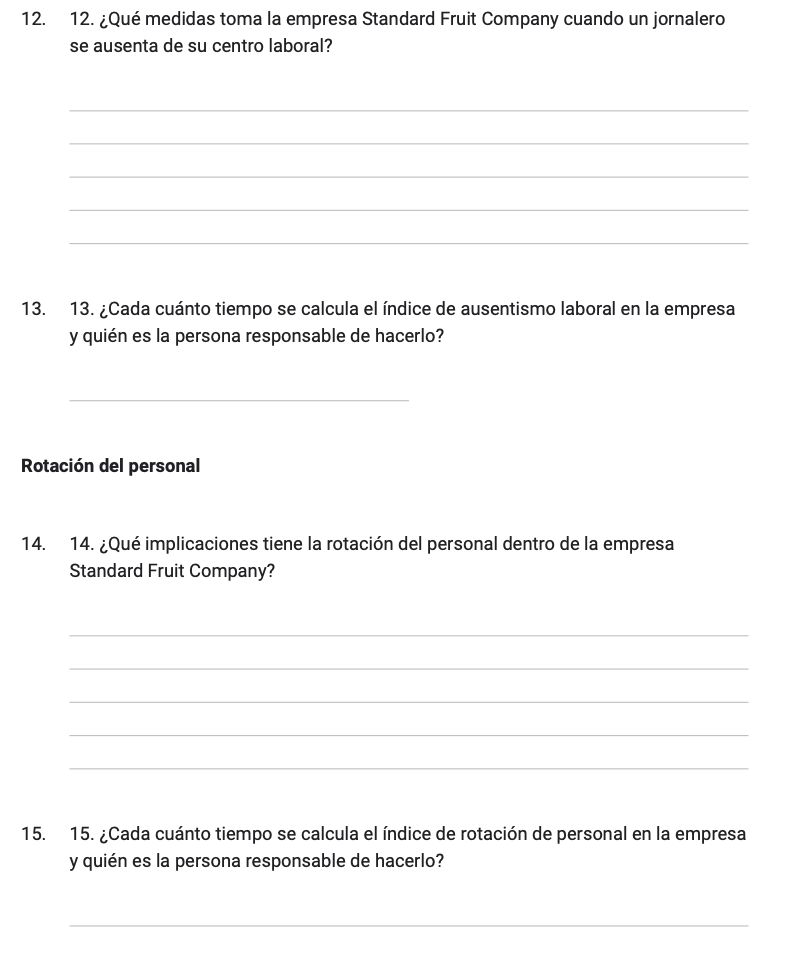 12. 12. ¿Qué medidas toma la empresa Standard Fruit Company cuando un jornalero
se ausenta de su centro laboral?
13. 13. ¿Cada cuánto tiempo se calcula el índice de ausentismo laboral en la empresa
y quién es la persona responsable de hacerlo?
Rotación del personal
14. 14. ¿Qué implicaciones tiene la rotación del personal dentro de la empresa
Standard Fruit Company?
15. 15. ¿Cada cuánto tiempo se calcula el índice de rotación de personal en la empresa
y quién es la persona responsable de hacerlo?